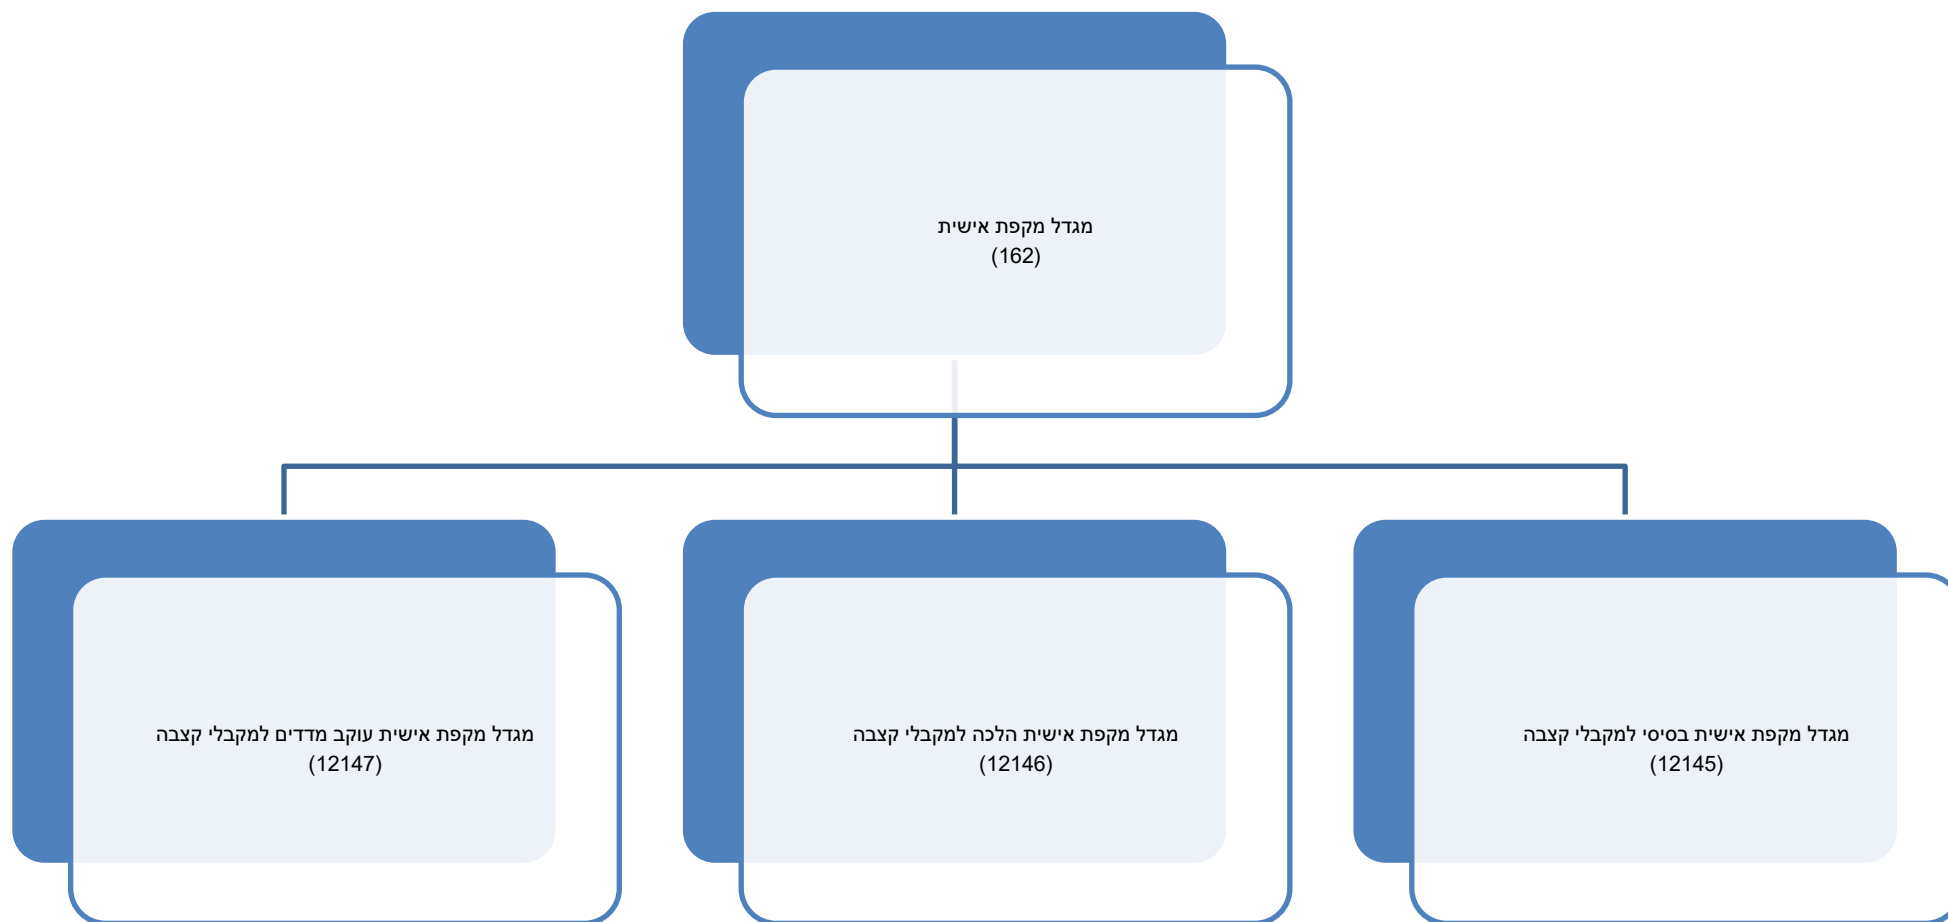 מגדל מקפת אישית
(162)
מגדל מקפת אישית בסיסי למקבלי קצבה
(12145)
מגדל מקפת אישית הלכה למקבלי קצבה
(12146)
מגדל מקפת אישית עוקב מדדים למקבלי קצבה
(12147)